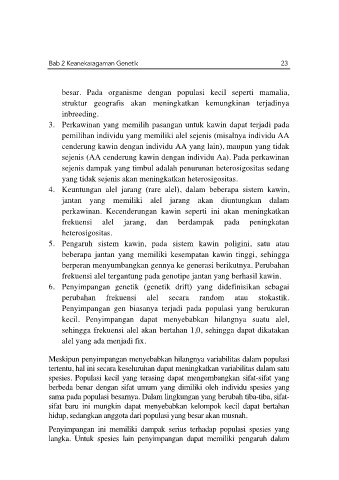 Bab 2 Keanekaragaman Genetik 23
besar. Pada organisme dengan populasi kecil seperti mamalia,
struktur geografis akan meningkatkan kemungkinan terjadinya
inbreeding.
3. Perkawinan yang memilih pasangan untuk kawin dapat terjadi pada
pemilihan individu yang memiliki alel sejenis (misalnya individu AA
cenderung kawin dengan individu AA yang lain), maupun yang tidak
sejenis (AA cenderung kawin dengan individu Aa). Pada perkawinan
sejenis dampak yang timbul adalah penurunan heterosigositas sedang
yang tidak sejenis akan meningkatkan heterosigositas.
4. Keuntungan alel jarang (rare alel), dalam beberapa sistem kawin,
jantan yang memiliki alel jarang akan diuntungkan dalam
perkawinan. Kecenderungan kawin seperti ini akan meningkatkan
frekuensi alel jarang, dan berdampak pada peningkatan
heterosigositas.
5. Pengaruh sistem kawin, pada sistem kawin poligini, satu atau
beberapa jantan yang memiliki kesempatan kawin tinggi, sehingga
berperan menyumbangkan gennya ke generasi berikutnya. Perubahan
frekuensi alel tergantung pada genotipe jantan yang berhasil kawin.
6. Penyimpangan genetik (genetik drift) yang didefinisikan sebagai
perubahan frekuensi alel secara random atau stokastik.
Penyimpangan gen biasanya terjadi pada populasi yang berukuran
kecil. Penyimpangan dapat menyebabkan hilangnya suatu alel,
sehingga frekuensi alel akan bertahan 1,0, sehingga dapat dikatakan
alel yang ada menjadi fix.
Meskipun penyimpangan menyebabkan hilangnya variabilitas dalam populasi
tertentu, hal ini secara keseluruhan dapat meningkatkan variabilitas dalam satu
spesies. Populasi kecil yang terasing dapat mengembangkan sifat-sifat yang
berbeda benar dengan sifat umum yang dimiliki oleh individu spesies yang
sama pada populasi besarnya. Dalam lingkungan yang berubah tiba-tiba, sifat-
sifat baru ini mungkin dapat menyebabkan kelompok kecil dapat bertahan
hidup, sedangkan anggota dari populasi yang besar akan musnah.
Penyimpangan ini memiliki dampak serius terhadap populasi spesies yang
langka. Untuk spesies lain penyimpangan dapat memiliki pengaruh dalam